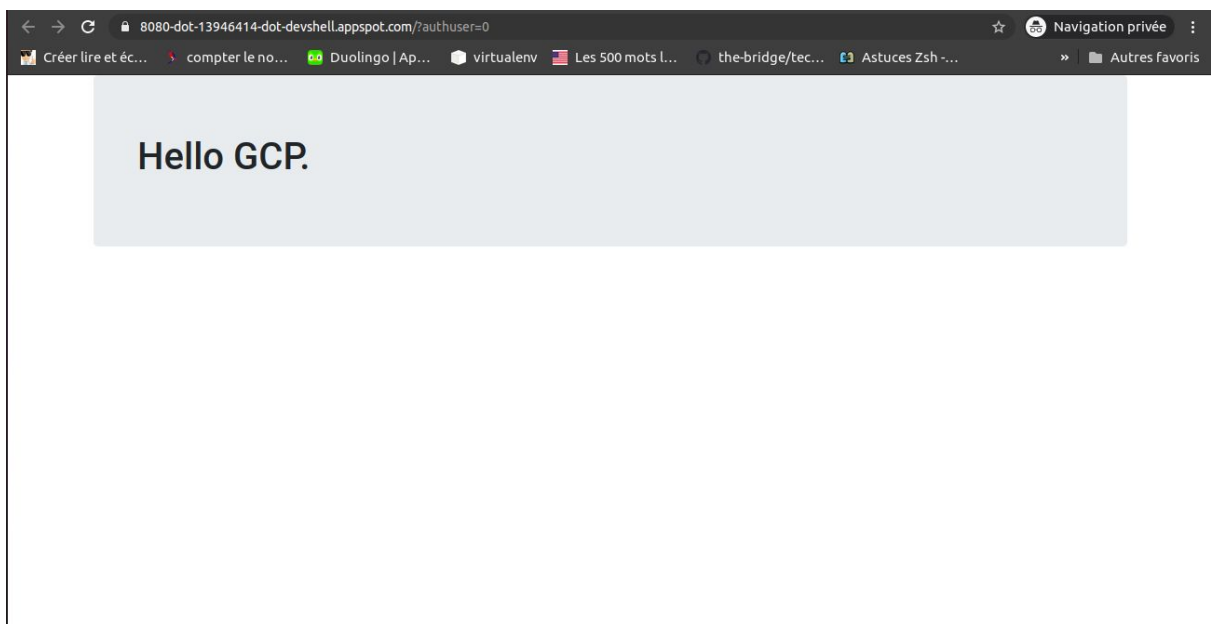 8080-dot-13946414-dot-devshell.appspot.com/?authuser=0 Navigation privée
Créer lire et éc... compter le no... Duolingo | Ap... virtualenv Les 500 mots l... the-bridge/tec... Astuces Zsh -... » Autres favoris
Hello GCP.